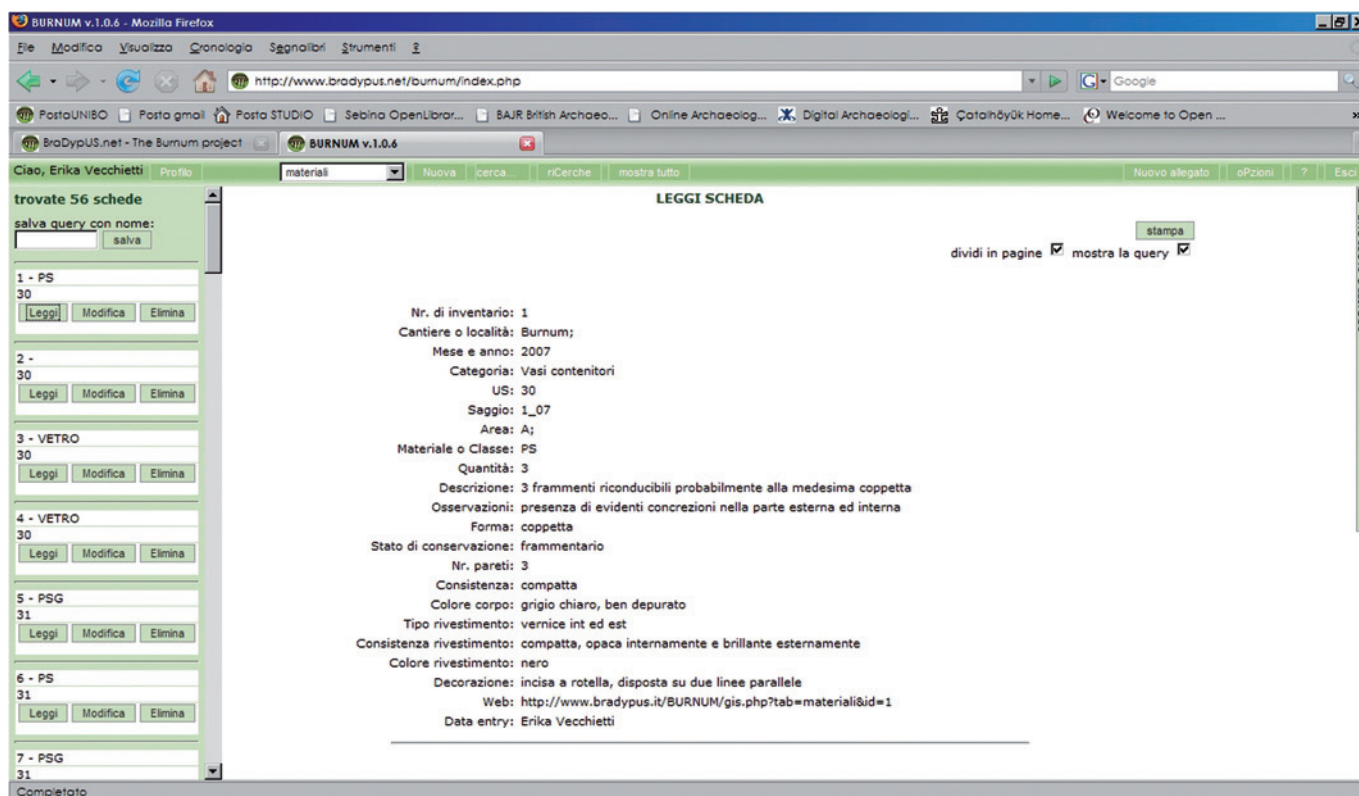 BURNUM v.1.0.6 - Mozilla Firefox
File Modifica Visualizza Cronologia Segnalibri Strumenti ?
http://www.bradypus.net/burnum/index.php G Google
PostaUNIBO Posta gmail Posta STUDIO Sebina OpenLibrar... BAJR British Archaeo... Online Archaeolog... Digital Archaeologi... Çatalhöyük Home... Welcome to Open ... »
BraDypUS.net - The Burnum project BURNUM v.1.0.6
Ciao, Erika Vecchietti Profilo materiali Nuova cerca... riCerche mostra tutto Nuovo allegato oPzioni ? Esci
trovate 56 schede
salva query con nome:
salva
1 - PS
30
Leggi Modifica Elimina
2 -
30
Leggi Modifica Elimina
3 - VETRO
30
Leggi Modifica Elimina
4 - VETRO
30
Leggi Modifica Elimina
5 - PSG
31
Leggi Modifica Elimina
6 - PS
31
Leggi Modifica Elimina
7 - PSG
31
LEGGI SCHEDA
stampa
dividi in pagine mostra la query
Nr. di inventario: 1
Cantiere o località: Burnum;
Mese e anno: 2007
Categoria: Vasi contenitori
US: 30
Saggio: 1_07
Area: A;
Materiale o Classe: PS
Quantità: 3
Descrizione: 3 frammenti riconducibili probabilmente alla medesima coppetta
Osservazioni: presenza di evidenti concrezioni nella parte esterna ed interna
Forma: coppetta
Stato di conservazione: frammentario
Nr. pareti: 3
Consistenza: compatta
Colore corpo: grigio chiaro, ben depurato
Tipo rivestimento: vernice int ed est
Consistenza rivestimento: compatta, opaca internamente e brillante esternamente
Colore rivestimento: nero
Decorazione: incisa a rotella, disposta su due linee parallele
Web: http://www.bradypus.it/BURNUM/gis.php?tab=materiali&id=1
Data entry: Erika Vecchietti
Completato